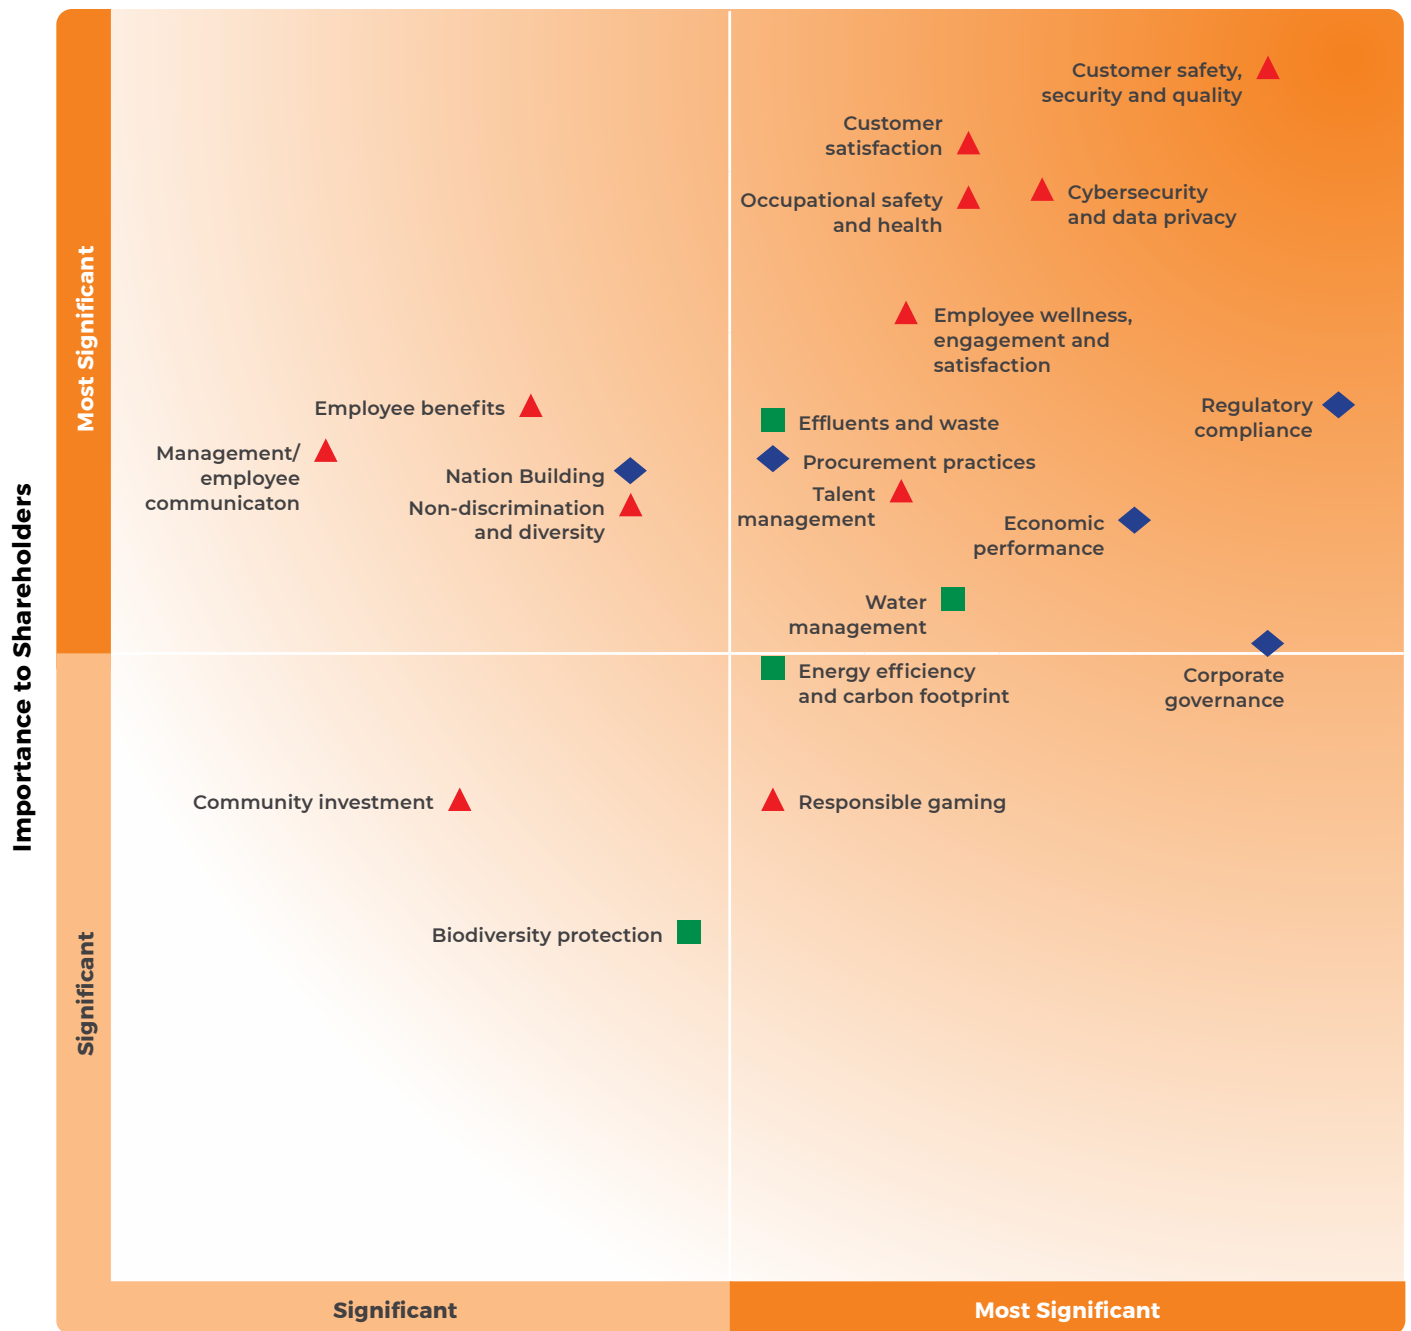 Customer safety,
security and quality
Customer
satisfaction
Occupational safety
and health
Cybersecurity
and data privacy
Employee wellness,
engagement and
satisfaction
Employee benefits
Management/
employee
communicaton
Nation Building
Non-discrimination
and diversity
Effluents and waste
Procurement practices
Talent
management
Regulatory
compliance
Economic
performance
Water
management
Corporate
governance
Energy efficiency
and carbon footprint
Community investment
Responsible gaming
Biodiversity protection
Importance to Shareholders
Most Significant
Significant
Significant
Most Significant